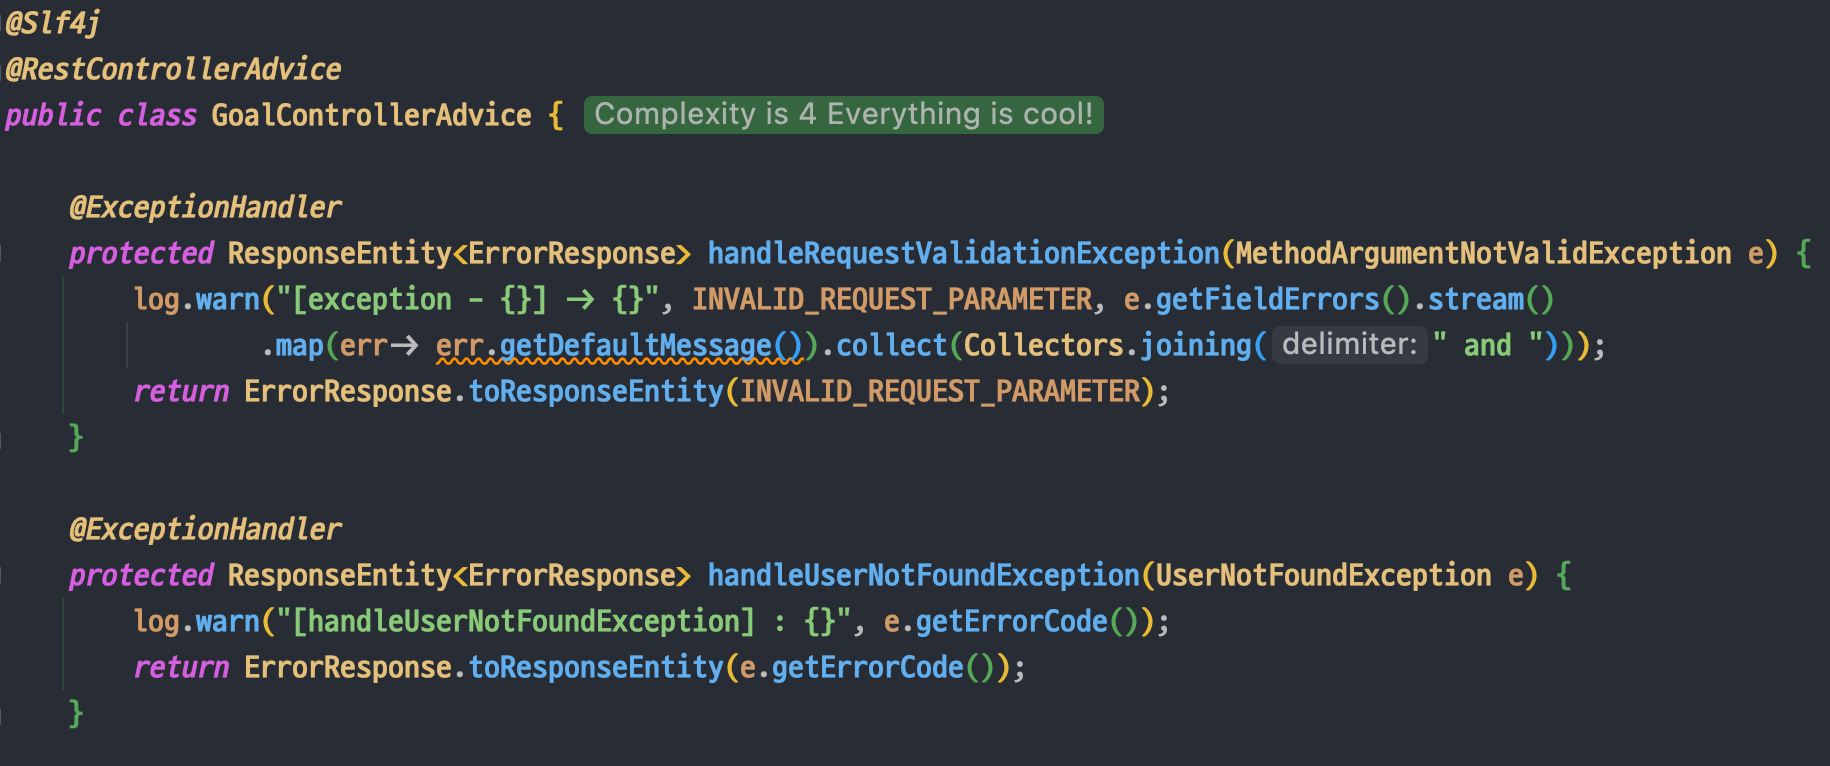 @Slf4j
@RestControllerAdvice
public class GoalControllerAdvice { Complexity is 4 Everything is cool!
@ExceptionHandler
protected ResponseEntity<ErrorResponse> handleRequestValidationException(MethodArgumentNotValidException e) {
log.warn("[exception - {}] -> {}", INVALID_REQUEST_PARAMETER, e.getFieldErrors().stream()
.map(err-> err.getDefaultMessage()).collect(Collectors.joining( delimiter: " and ")));
return ErrorResponse.toResponseEntity(INVALID_REQUEST_PARAMETER);
}
@ExceptionHandler
protected ResponseEntity<ErrorResponse> handleUserNotFoundException(UserNotFoundException e) {
log.warn("[handleUserNotFoundException] : {}", e.getErrorCode());
return ErrorResponse.toResponseEntity(e.getErrorCode());
}